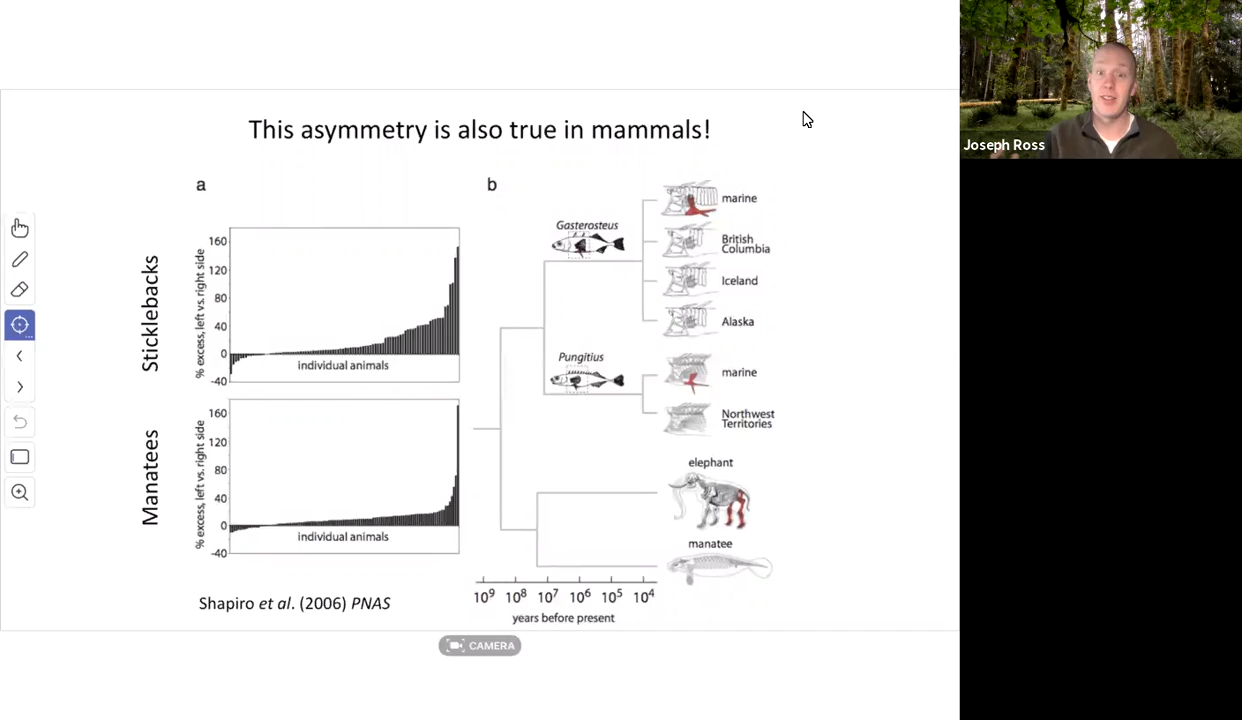 This asymmetry is also true in mammals!
Joseph Ross
a
b
Sticklebacks
% excess, left vs. right side
160
120
80
40
0
-40
individual animals
Manatees
% excess, left vs. right side
160
120
80
40
0
-40
individual animals
Gasterosteus
marine
British
Columbia
Iceland
Alaska
Pungitius
marine
Northwest
Territories
elephant
manatee
10⁹ 10⁸ 10⁷ 10⁶ 10⁵ 10⁴
years before present
Shapiro et al. (2006) PNAS
CAMERA